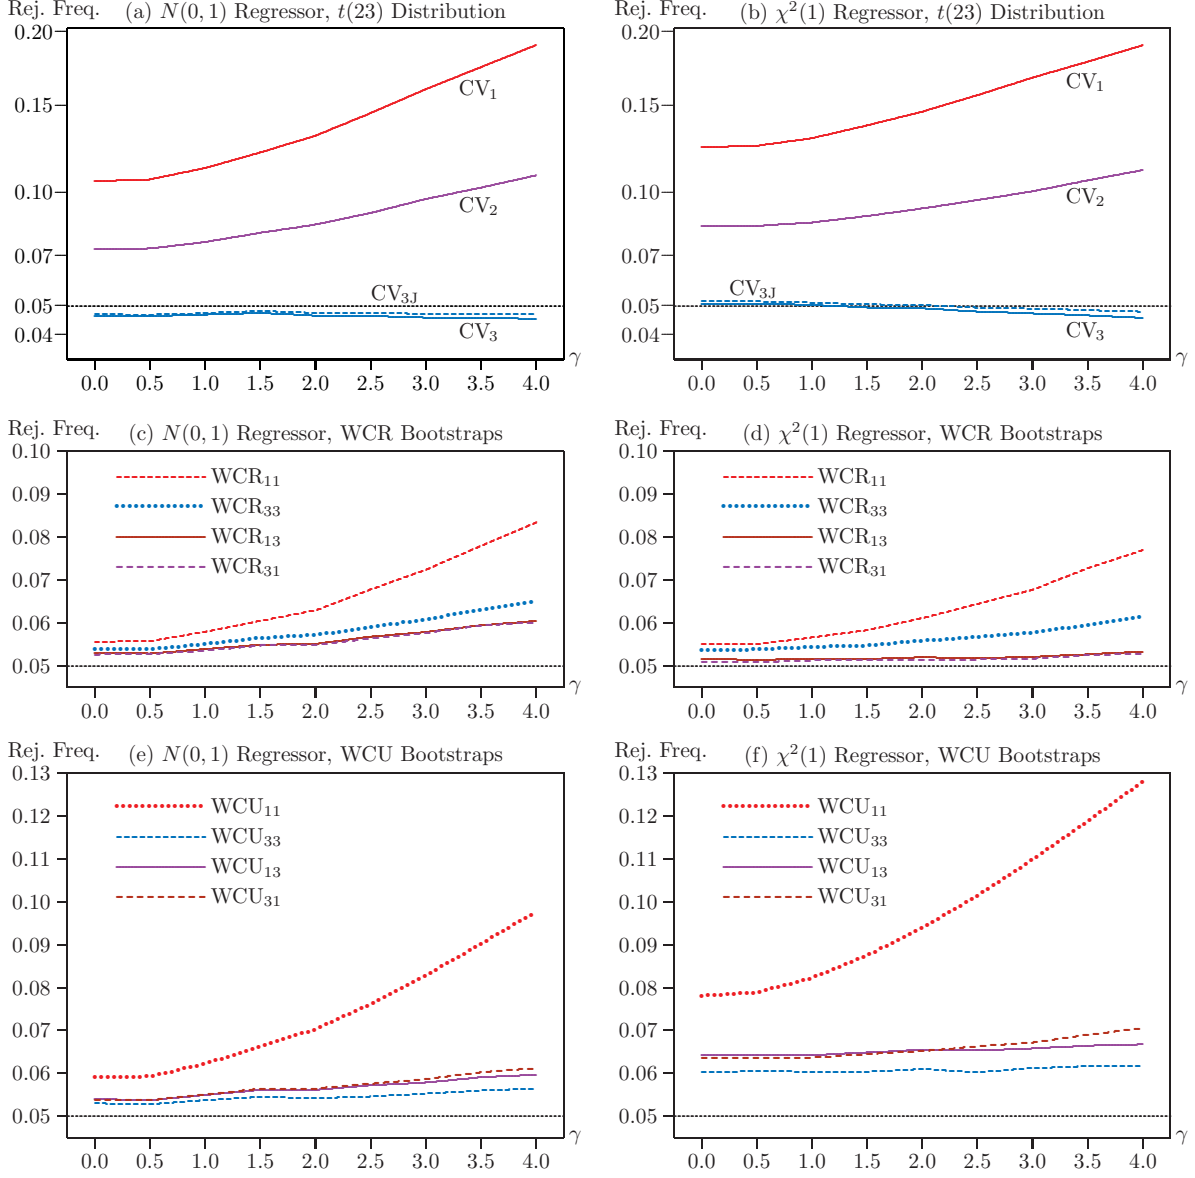 Rej. Freq. (a) N(0, 1) Regressor, t(23) Distribution
0.20
0.15
0.10
0.07
0.05
0.04
CV₁
CV₂
CV₃J
CV₃
0.0 0.5 1.0 1.5 2.0 2.5 3.0 3.5 4.0 γ
Rej. Freq. (b) χ²(1) Regressor, t(23) Distribution
0.20
0.15
0.10
0.07
0.05
0.04
CV₁
CV₂
CV₃J
CV₃
0.0 0.5 1.0 1.5 2.0 2.5 3.0 3.5 4.0 γ
Rej. Freq. (c) N(0, 1) Regressor, WCR Bootstraps
0.10
0.09
0.08
0.07
0.06
0.05
WCR₁₁
WCR₃₃
WCR₁₃
WCR₃₁
0.0 0.5 1.0 1.5 2.0 2.5 3.0 3.5 4.0 γ
Rej. Freq. (d) χ²(1) Regressor, WCR Bootstraps
0.10
0.09
0.08
0.07
0.06
0.05
WCR₁₁
WCR₃₃
WCR₁₃
WCR₃₁
0.0 0.5 1.0 1.5 2.0 2.5 3.0 3.5 4.0 γ
Rej. Freq. (e) N(0, 1) Regressor, WCU Bootstraps
0.13
0.12
0.11
0.10
0.09
0.08
0.07
0.06
0.05
WCU₁₁
WCU₃₃
WCU₁₃
WCU₃₁
0.0 0.5 1.0 1.5 2.0 2.5 3.0 3.5 4.0 γ
Rej. Freq. (f) χ²(1) Regressor, WCU Bootstraps
0.13
0.12
0.11
0.10
0.09
0.08
0.07
0.06
0.05
WCU₁₁
WCU₃₃
WCU₁₃
WCU₃₁
0.0 0.5 1.0 1.5 2.0 2.5 3.0 3.5 4.0 γ